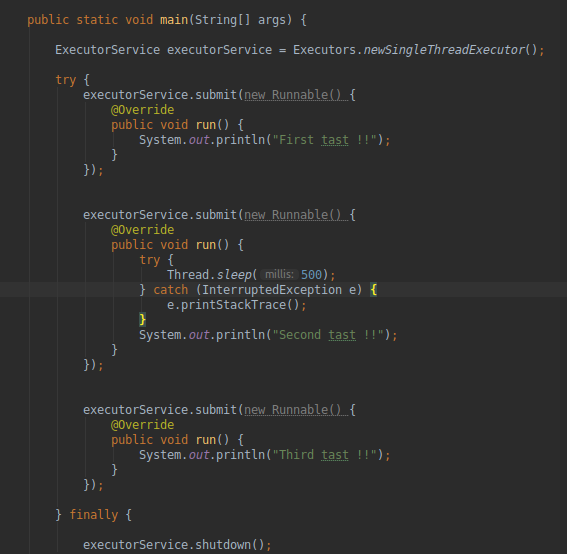 public static void main(String[] args) {
ExecutorService executorService = Executors.newSingleThreadExecutor();
try {
executorService.submit(new Runnable() {
@Override
public void run() {
System.out.println("First tast !!");
}
});
executorService.submit(new Runnable() {
@Override
public void run() {
try {
Thread.sleep( millis: 500);
} catch (InterruptedException e) {
e.printStackTrace();
}
System.out.println("Second tast !!");
}
});
executorService.submit(new Runnable() {
@Override
public void run() {
System.out.println("Third tast !!");
}
});
} finally {
executorService.shutdown();